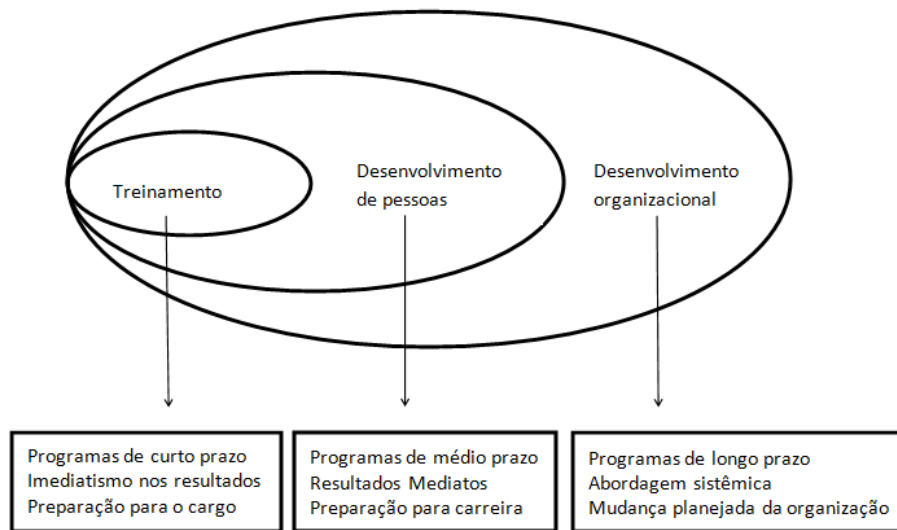 Treinamento
Desenvolvimento
de pessoas
Desenvolvimento
organizacional
Programas de curto prazo
Imediatismo nos resultados
Preparação para o cargo
Programas de médio prazo
Resultados Mediatos
Preparação para carreira
Programas de longo prazo
Abordagem sistêmica
Mudança planejada da organização